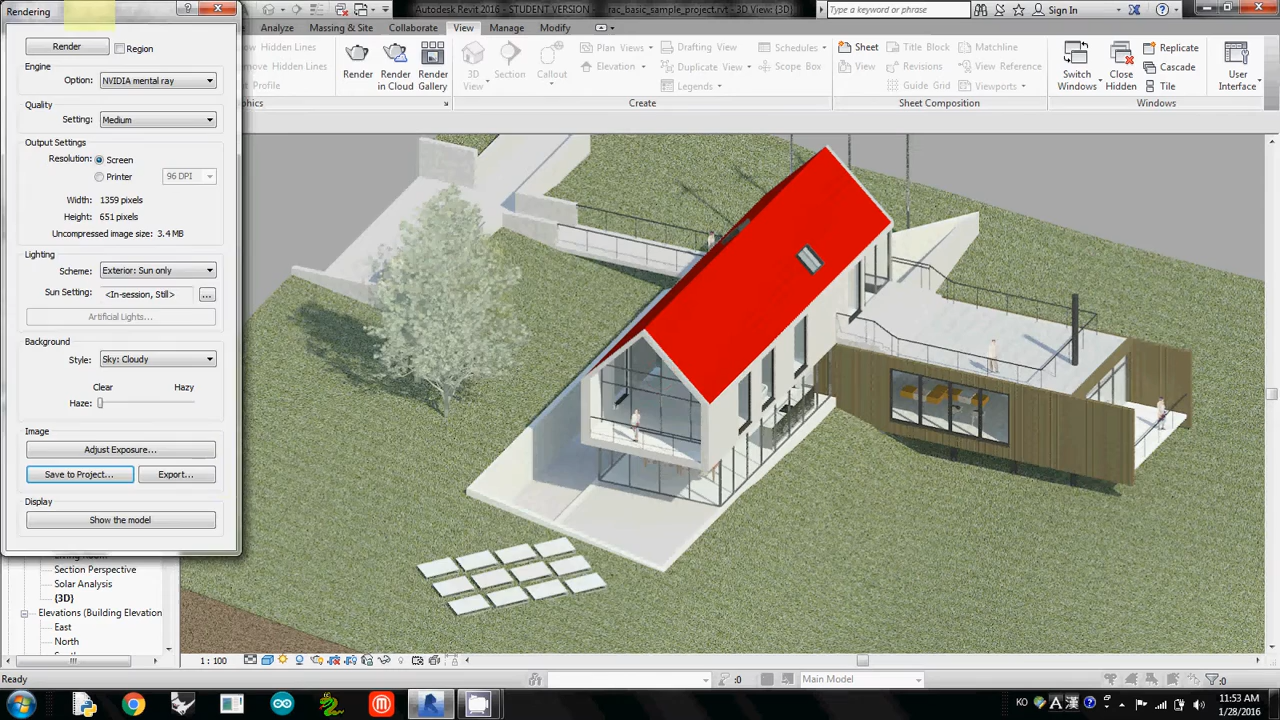 Rendering
Autodesk Revit 2016 - STUDENT VERSION - rac_basic_sample_project.rvt - 3D View: {3D}
Type a keyword or phrase
Sign In
Analyze Massing & Site Collaborate View Manage Modify
Render
Region
Engine
Option: NVIDIA mental ray
Quality
Setting: Medium
Output Settings
Resolution: Screen
Printer 96 DPI
Width: 1359 pixels
Height: 651 pixels
Uncompressed image size: 3.4 MB
Lighting
Scheme: Exterior: Sun only
Sun Setting: <In-session, Still> ...
Artificial Lights...
Background
Style: Sky: Cloudy
Clear Hazy
Haze:
Image
Adjust Exposure...
Save to Project... Export...
Display
Show the model
Hidden Lines
Hidden Lines
Profile
Render
Render
in Cloud
Render
Gallery
3D
View
Section
Callout
Plan Views
Elevation
Drafting View
Duplicate View
Legends
Schedules
Scope Box
Create
Sheet
View
Title Block
Revisions
Guide Grid
Matchline
View Reference
Viewports
Sheet Composition
Switch
Windows
Close
Hidden
Replicate
Cascade
Tile
Windows
User
Interface
Section Perspective
Solar Analysis
{3D}
Elevations (Building Elevation
East
North
1 : 100
Ready
:0
Main Model
:0
KO
11:53 AM
1/28/2016